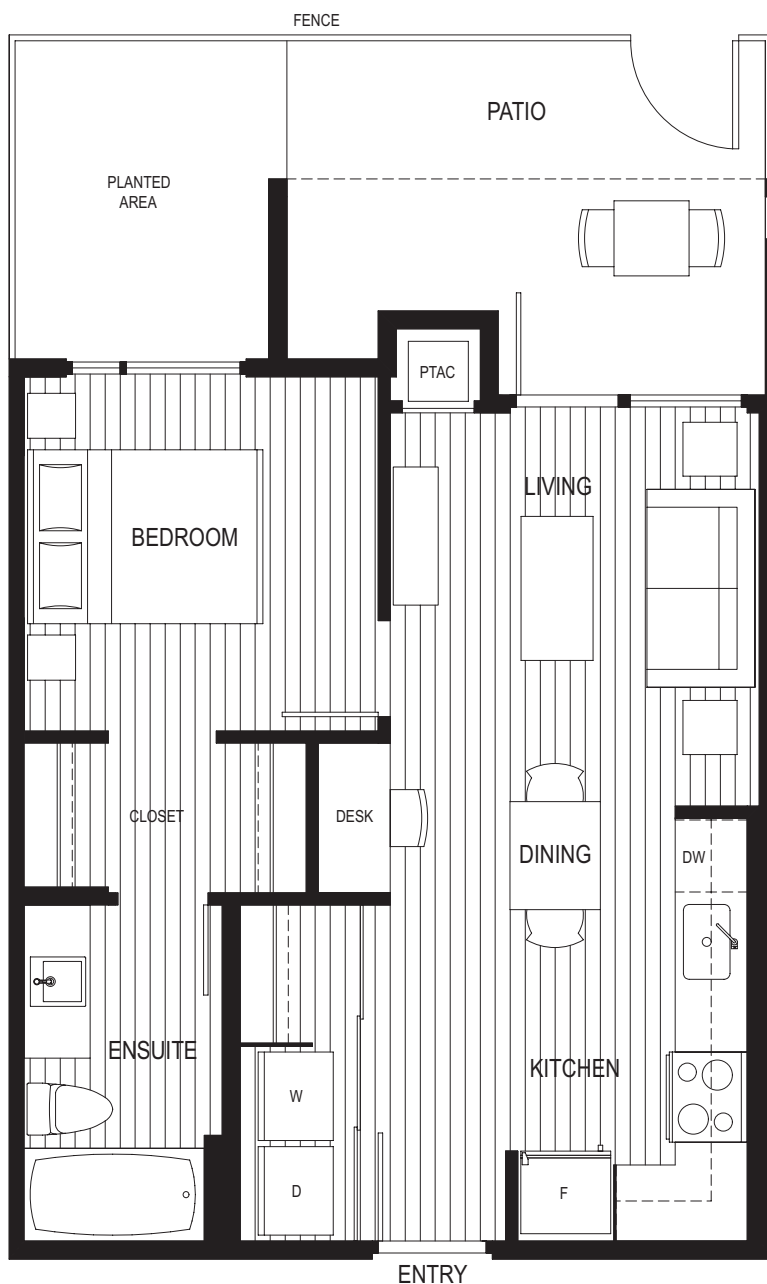 FENCE
PATIO
PLANTED
AREA
PTAC
LIVING
BEDROOM
CLOSET
DESK
DINING
DW
ENSUITE
KITCHEN
W
D
F
ENTRY